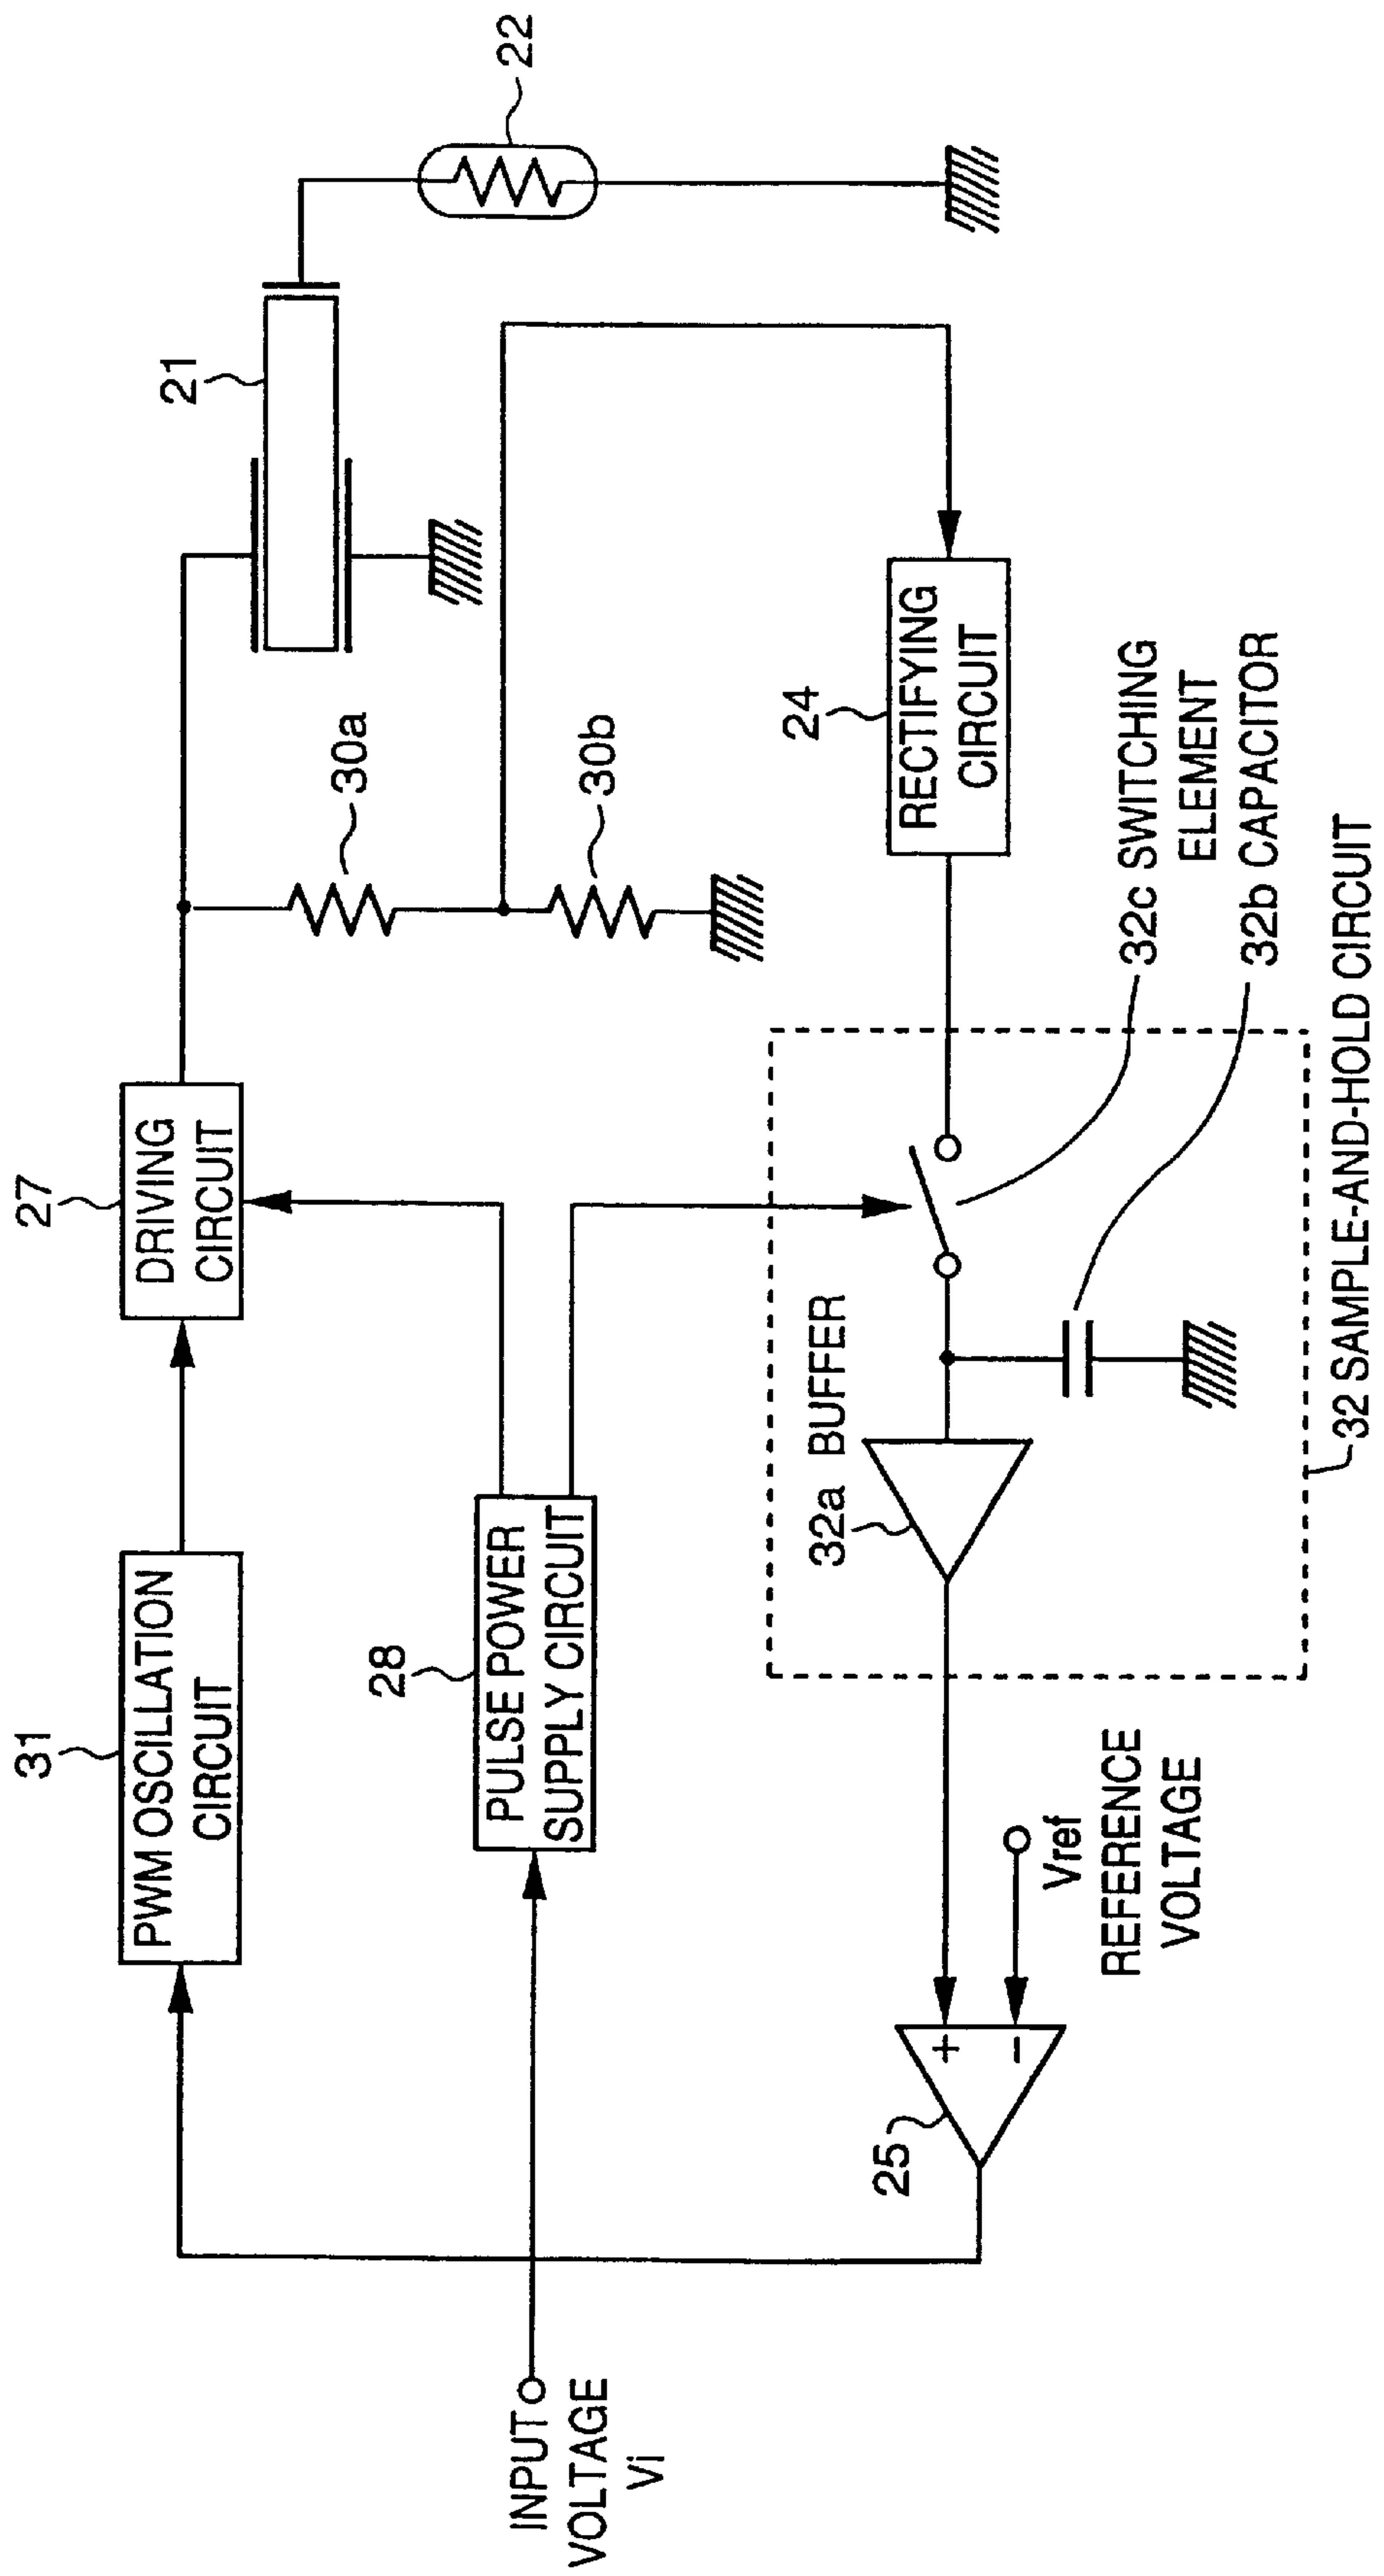 31
PWM OSCILLATION
CIRCUIT
27
DRIVING
CIRCUIT
21
22
30a
30b
28
PULSE POWER
SUPPLY CIRCUIT
INPUT
VOLTAGE
Vi
24
RECTIFYING
CIRCUIT
32a BUFFER
25
+
−
Vref
REFERENCE
VOLTAGE
32c SWITCHING
ELEMENT
32b CAPACITOR
32 SAMPLE-AND-HOLD CIRCUIT